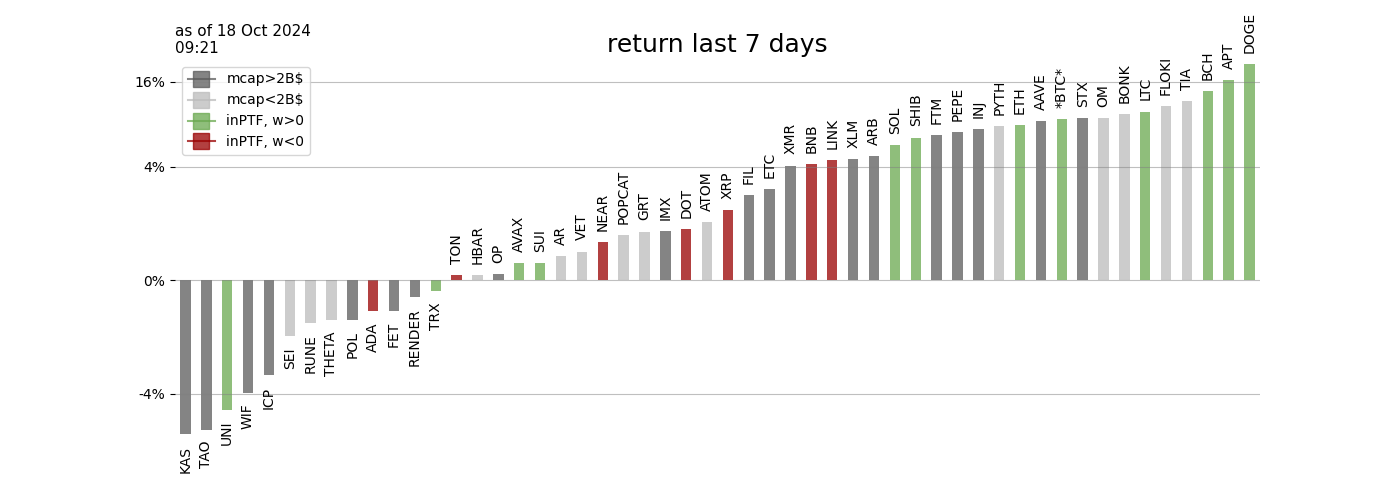 as of 18 Oct 2024
09:21
return last 7 days
mcap>2B$
mcap<2B$
inPTF, w>0
inPTF, w<0
16%
4%
0%
-4%
KAS
TAO
UNI
WIF
ICP
SEI
RUNE
THETA
POL
ADA
FET
RENDER
TRX
TON
HBAR
OP
AVAX
SUI
AR
VET
NEAR
POPCAT
GRT
IMX
DOT
ATOM
XRP
FIL
ETC
XMR
BNB
LINK
XLM
ARB
SOL
SHIB
FTM
PEPE
INJ
PYTH
ETH
AAVE
*BTC*
STX
OM
BONK
LTC
FLOKI
TIA
BCH
APT
DOGE